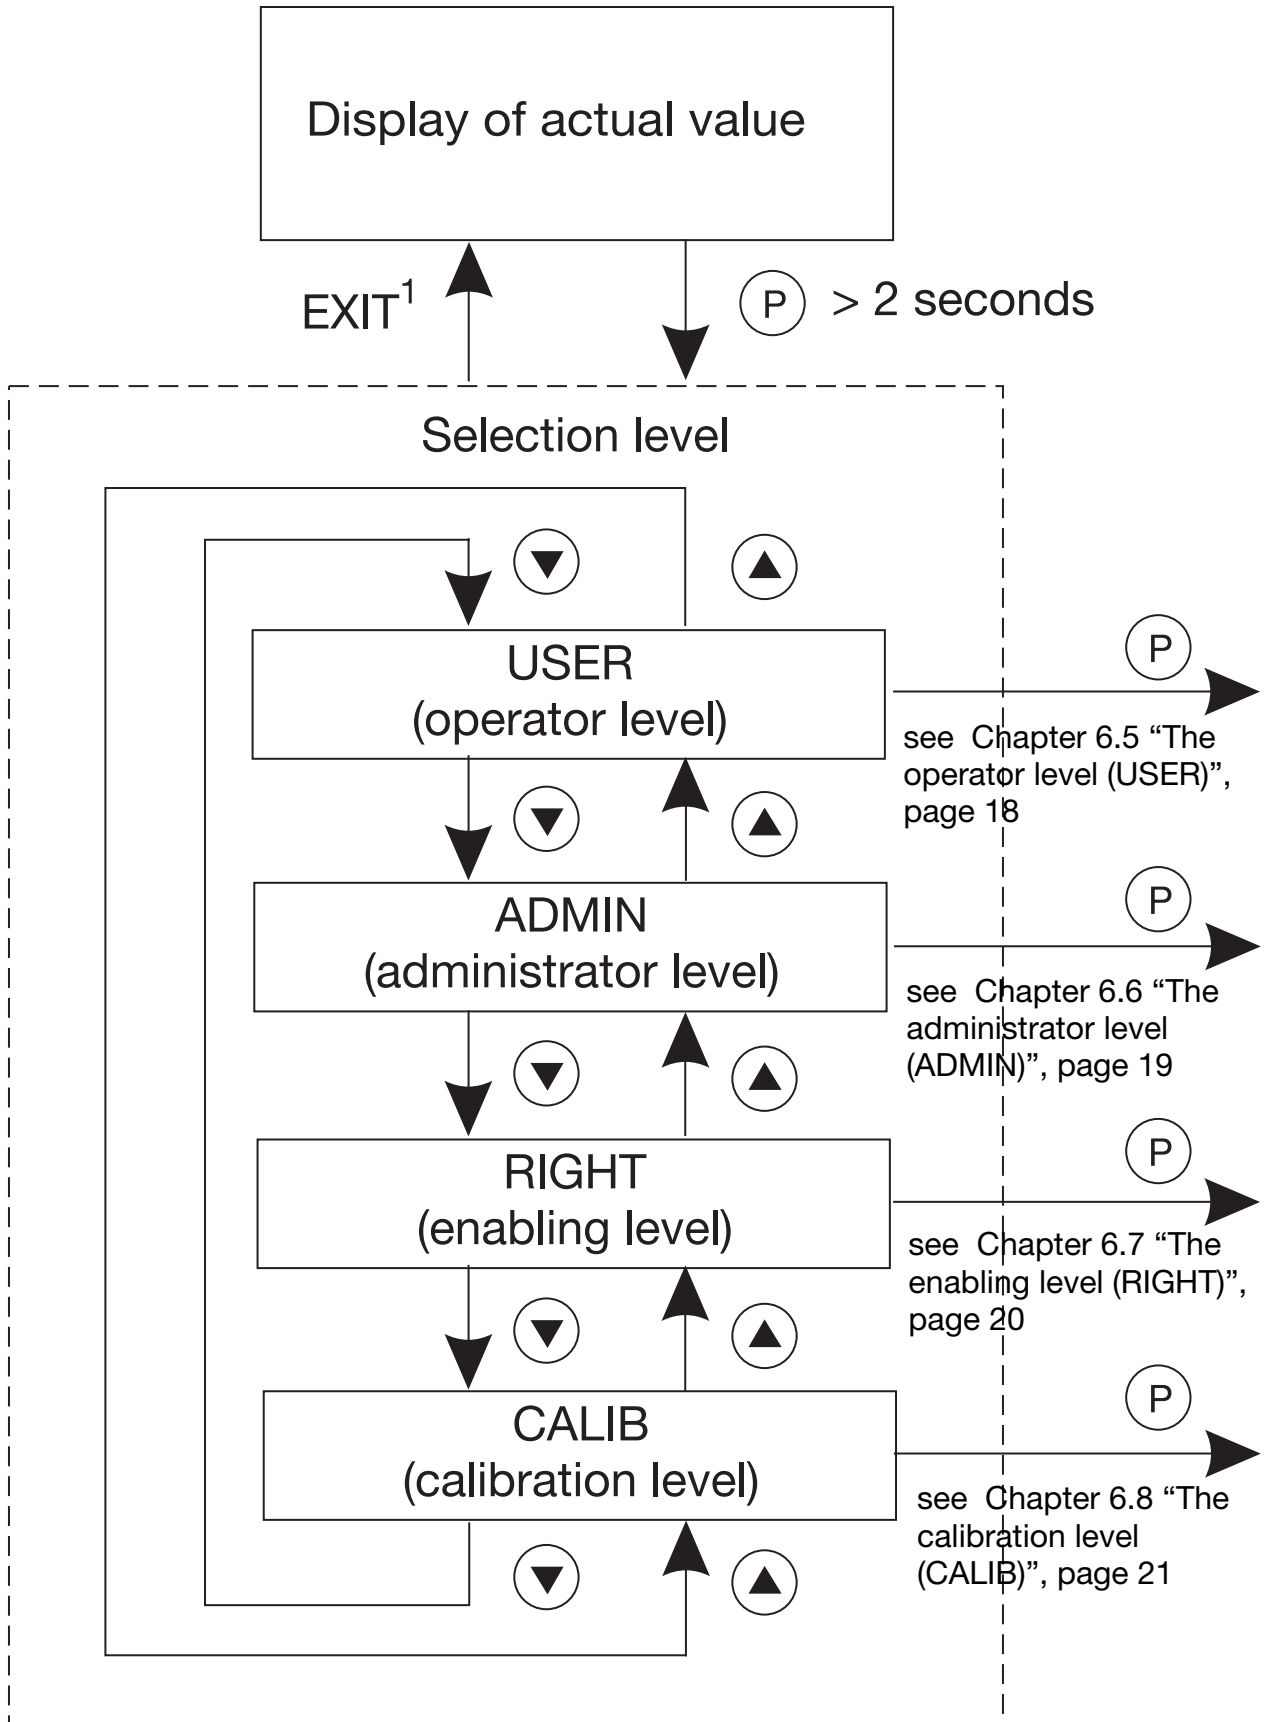 Display of actual value
EXIT1
P > 2 seconds
Selection level
USER
(operator level)
P
see Chapter 6.5 “The
operator level (USER)”,
page 18
ADMIN
(administrator level)
P
see Chapter 6.6 “The
administrator level
(ADMIN)”, page 19
RIGHT
(enabling level)
P
see Chapter 6.7 “The
enabling level (RIGHT)”,
page 20
CALIB
(calibration level)
P
see Chapter 6.8 “The
calibration level
(CALIB)”, page 21